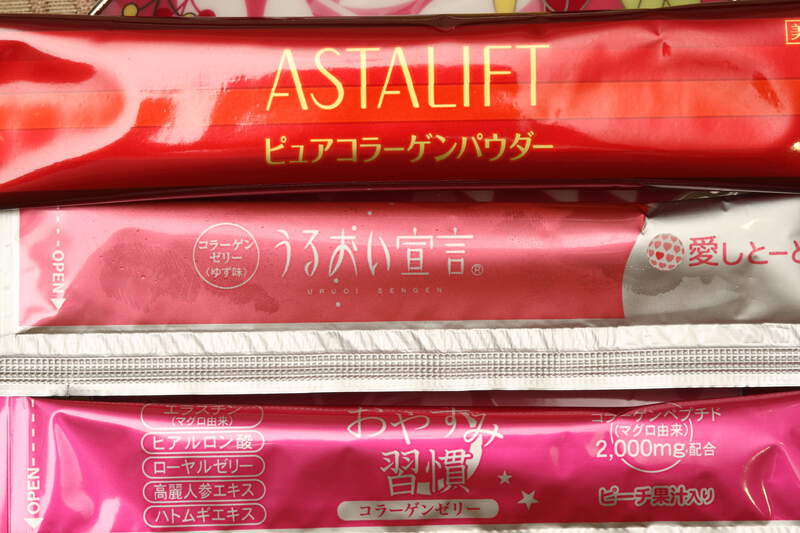 ASTALIFT
ピュアコラーゲンパウダー
OPEN
コラーゲン
ゼリー
〈ゆず味〉
うるおい宣言®
URUOI SENGEN
愛しとーと
OPEN
エラスチン
(マグロ由来)
ヒアルロン酸
ローヤルゼリー
高麗人参エキス
ハトムギエキス
おやすみ
習慣
コラーゲンゼリー
コラーゲンペプチド
(マグロ由来)
2,000mg配合
ピーチ果汁入り